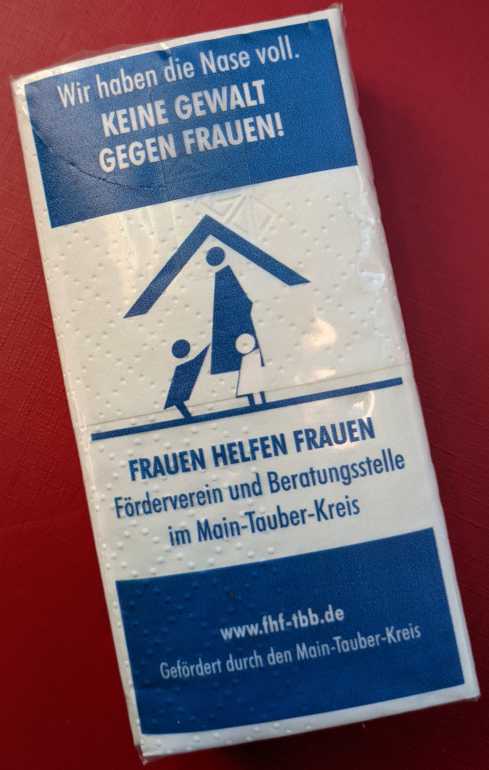 Wir haben die Nase voll.
KEINE GEWALT
GEGEN FRAUEN!
FRAUEN HELFEN FRAUEN
Förderverein und Beratungsstelle
im Main-Tauber-Kreis
www.fhf-tbb.de
Gefördert durch den Main-Tauber-Kreis